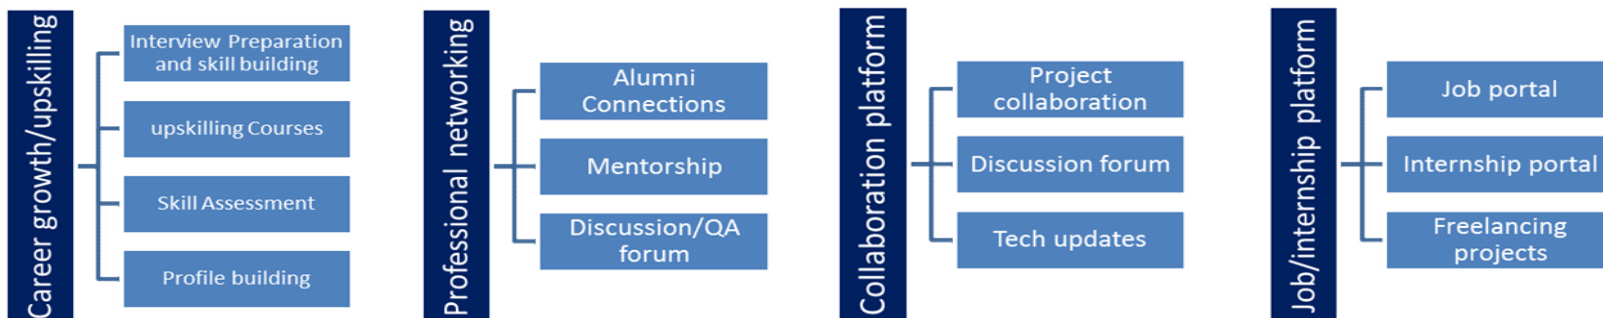 Career growth/upskilling
Interview Preparation
and skill building
upskilling Courses
Skill Assessment
Profile building
Professional networking
Alumni
Connections
Mentorship
Discussion/QA
forum
Collaboration platform
Project
collaboration
Discussion forum
Tech updates
Job/internship platform
Job portal
Internship portal
Freelancing
projects